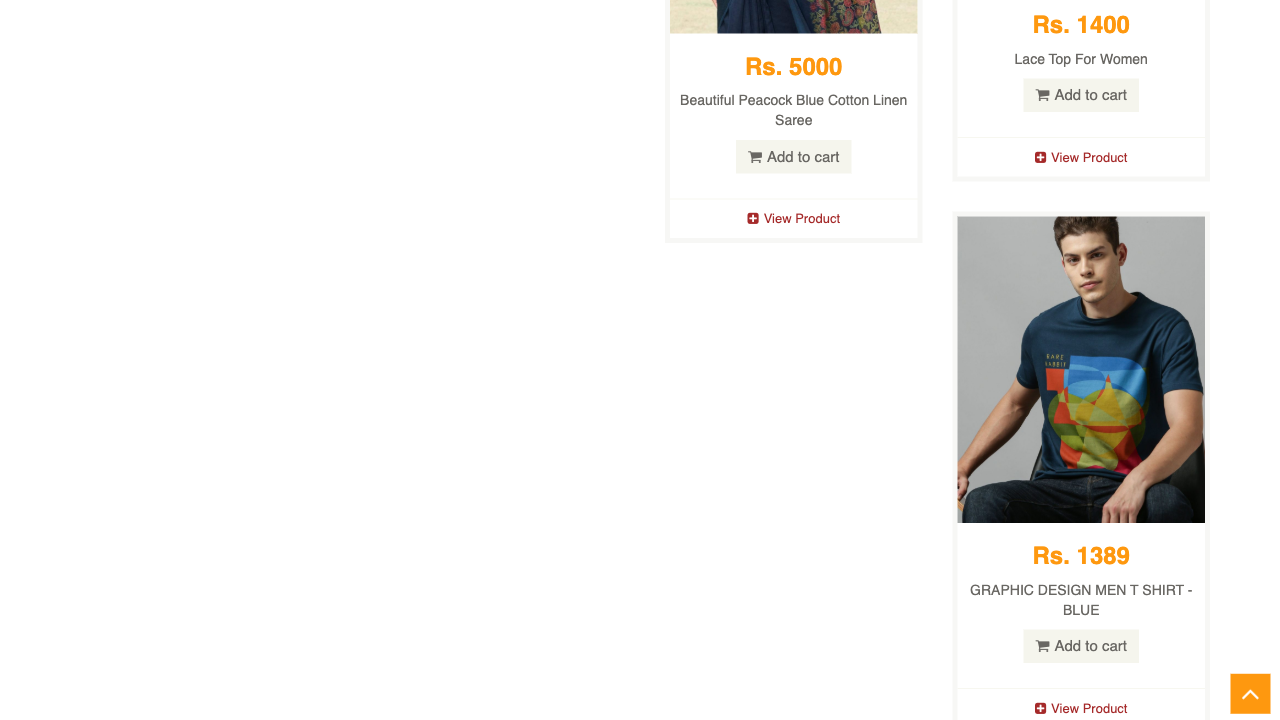 Rs. 5000
Beautiful Peacock Blue Cotton Linen
Saree
Add to cart
View Product
Rs. 1400
Lace Top For Women
Add to cart
View Product
RARE
RABBIT
Rs. 1389
GRAPHIC DESIGN MEN T SHIRT -
BLUE
Add to cart
View Product